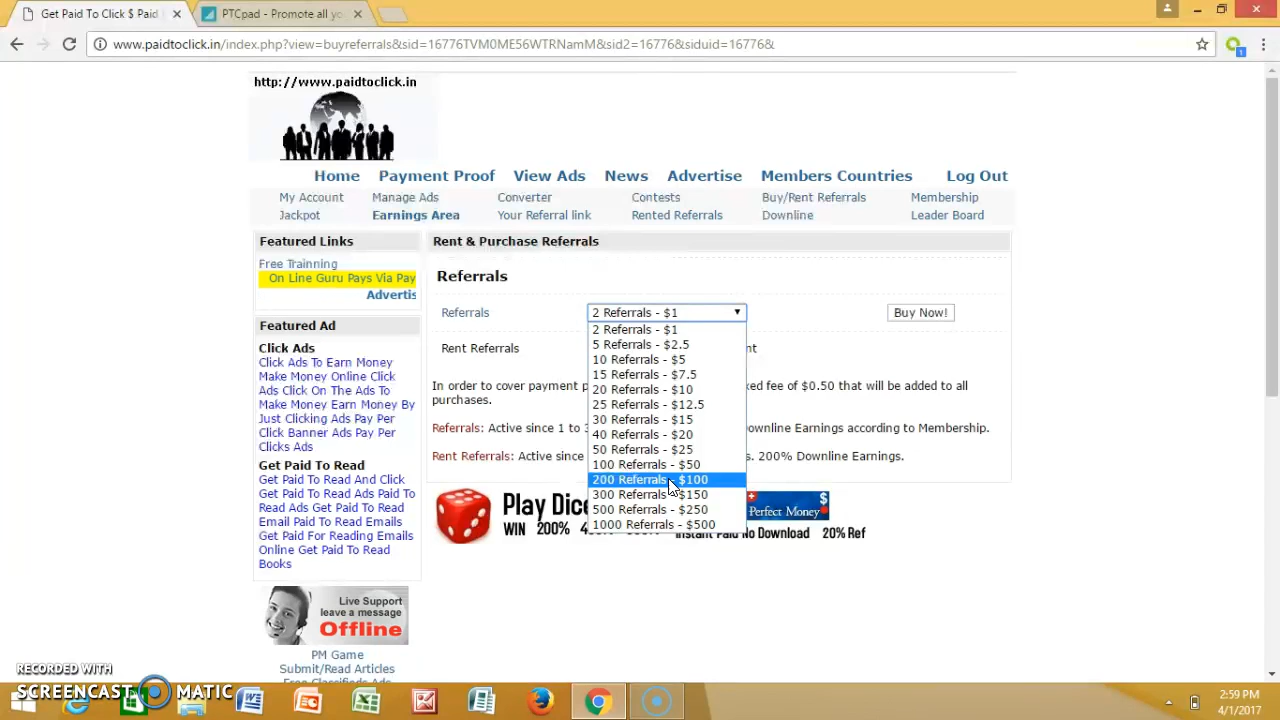 Get Paid To Click $ Paid
PTCpad - Promote all yo
www.paidtoclick.in/index.php?view=buyreferrals&sid=16776TVM0ME56WTRNamM&sid2=16776&siduid=16776&
http://www.paidtoclick.in
Home Payment Proof View Ads News Advertise Members Countries Log Out
My Account Manage Ads Converter Contests Buy/Rent Referrals Membership
Jackpot Earnings Area Your Referral link Rented Referrals Downline Leader Board
Featured Links
Free Trainning
On Line Guru Pays Via Pay
Advertis
Featured Ad
Click Ads
Click Ads To Earn Money
Make Money Online Click
Ads Click On The Ads To
Make Money Earn Money By
Just Clicking Ads Pay Per
Click Banner Ads Pay Per
Clicks Ads
Get Paid To Read
Get Paid To Read And Click
Get Paid To Read Ads Paid To
Read Ads Get Paid To Read
Email Paid To Read Emails
Get Paid For Reading Emails
Online Get Paid To Read
Books
Live Support
leave a message
Offline
PM Game
Submit/Read Articles
Free Classifieds Ads
Rent & Purchase Referrals
Referrals
Referrals 2 Referrals - $1 Buy Now!
2 Referrals - $1
5 Referrals - $2.5
10 Referrals - $5
15 Referrals - $7.5
20 Referrals - $10
25 Referrals - $12.5
30 Referrals - $15
40 Referrals - $20
50 Referrals - $25
100 Referrals - $50
200 Referrals - $100
300 Referrals - $150
500 Referrals - $250
1000 Referrals - $500
Rent Referrals nt
In order to cover payment p xed fee of $0.50 that will be added to all
purchases.
Referrals: Active since 1 to 3 ownline Earnings according to Membership.
Rent Referrals: Active since s. 200% Downline Earnings.
Play Dice
WIN 200%
Perfect Money $
Instant Paid No Download 20% Ref
RECORDED WITH
SCREENCAST MATIC
1
2:59 PM
4/1/2017